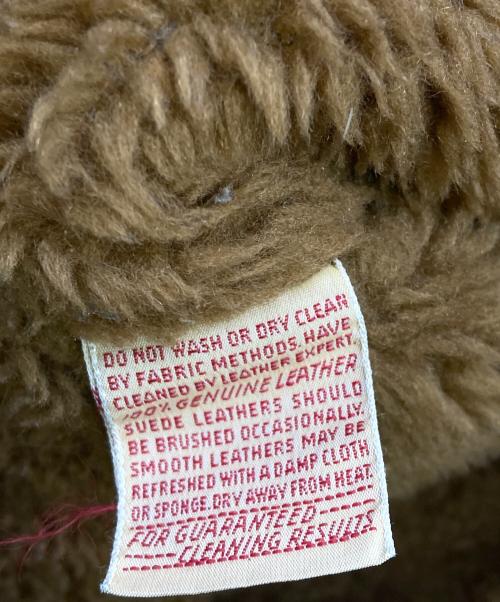 DO NOT WASH OR DRY CLEAN
BY FABRIC METHODS. HAVE
CLEANED BY LEATHER EXPERT.
100% GENUINE LEATHER
SUEDE LEATHERS SHOULD
BE BRUSHED OCCASIONALLY.
SMOOTH LEATHERS MAY BE
REFRESHED WITH A DAMP CLOTH
OR SPONGE. DRY AWAY FROM HEAT.
FOR GUARANTEED
CLEANING RESULTS